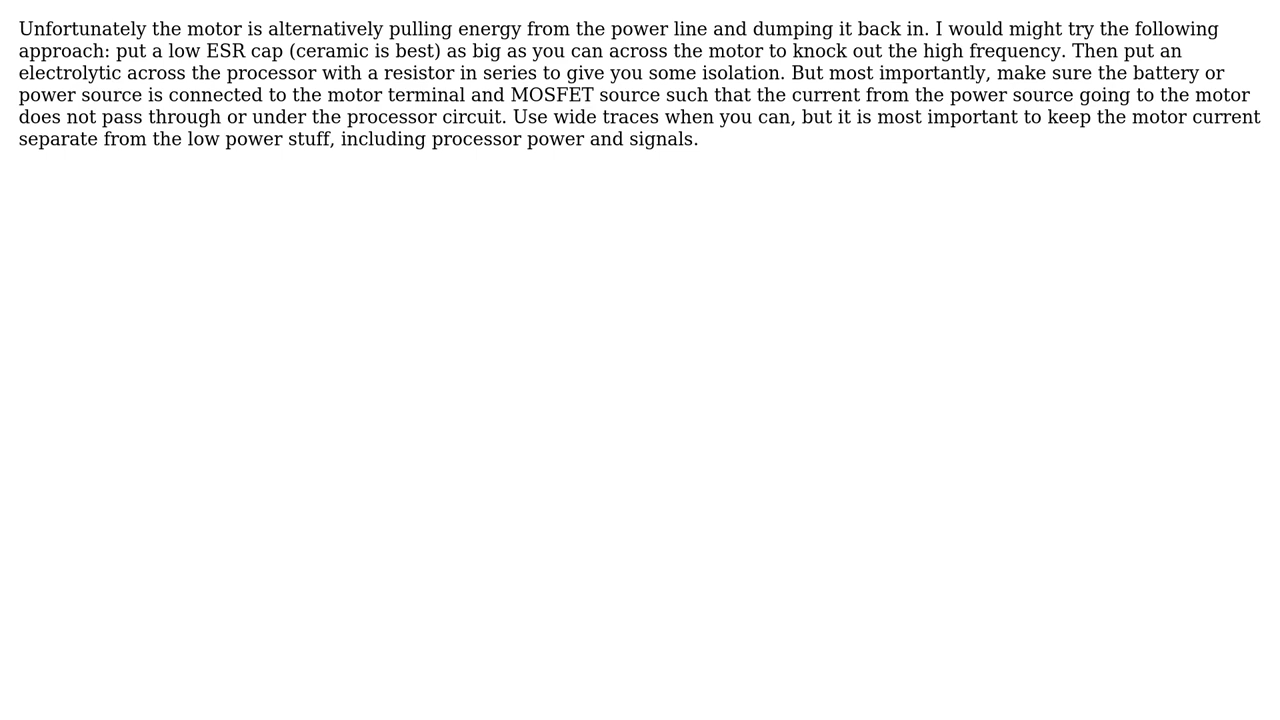 Unfortunately the motor is alternatively pulling energy from the power line and dumping it back in. I would might try the following
approach: put a low ESR cap (ceramic is best) as big as you can across the motor to knock out the high frequency. Then put an
electrolytic across the processor with a resistor in series to give you some isolation. But most importantly, make sure the battery or
power source is connected to the motor terminal and MOSFET source such that the current from the power source going to the motor
does not pass through or under the processor circuit. Use wide traces when you can, but it is most important to keep the motor current
separate from the low power stuff, including processor power and signals.